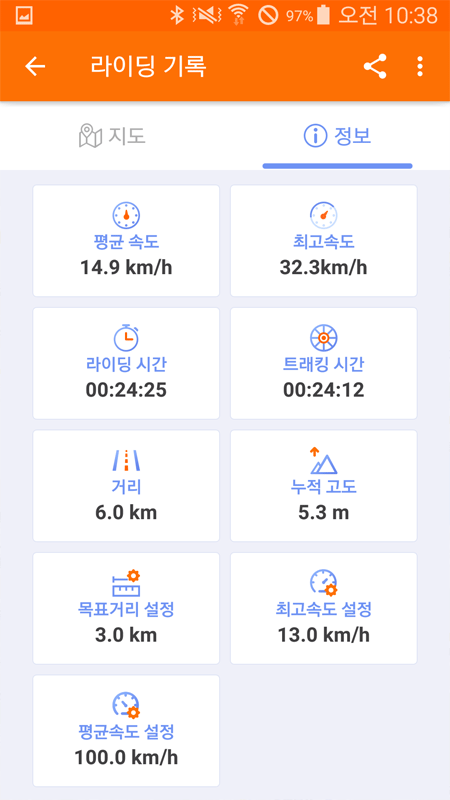 97% 오전 10:38
라이딩 기록
지도 정보
평균 속도 최고속도
14.9 km/h 32.3km/h
라이딩 시간 트래킹 시간
00:24:25 00:24:12
거리 누적 고도
6.0 km 5.3 m
목표거리 설정 최고속도 설정
3.0 km 13.0 km/h
평균속도 설정
100.0 km/h